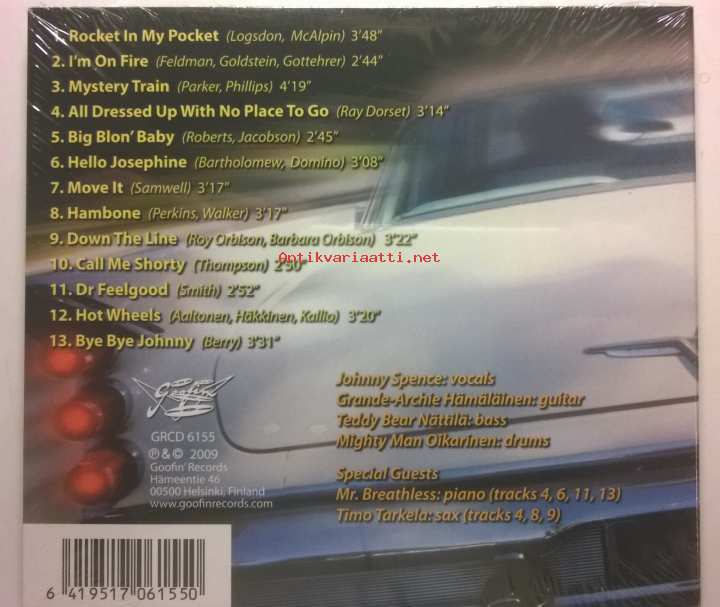 1. Rocket In My Pocket (Logsdon, McAlpin) 3'48"
2. I'm On Fire (Feldman, Goldstein, Gottehrer) 2'44"
3. Mystery Train (Parker, Phillips) 4'19"
4. All Dressed Up With No Place To Go (Ray Dorset) 3'14"
5. Big Blon' Baby (Roberts, Jacobson) 2'45"
6. Hello Josephine (Bartholomew, Domino) 3'08"
7. Move It (Samwell) 3'17"
8. Hambone (Perkins, Walker) 3'17"
9. Down The Line (Roy Orbison, Barbara Orbison) 3'22"
Antikvariaatti.net
10. Call Me Shorty (Thompson) 2'50"
11. Dr Feelgood (Smith) 2'52"
12. Hot Wheels (Aaltonen, Häkkinen, Kallio) 3'20"
13. Bye Bye Johnny (Berry) 3'31"
Goofin'
GRCD 6155
℗ & © 2009
Goofin' Records
Hämeentie 46
00500 Helsinki, Finland
www.goofinrecords.com
Johnny Spence: vocals
Grande-Archie Hämäläinen: guitar
Teddy Bear Nättilä: bass
Mighty Man Oikarinen: drums
Special Guests
Mr. Breathless: piano (tracks 4, 6, 11, 13)
Timo Tarkela: sax (tracks 4, 8, 9)
6 419517 061550